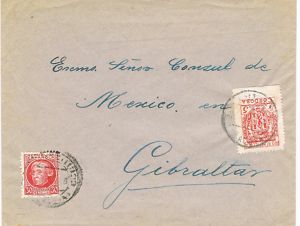 Excmo. Señor Consul de
Mexico. en
Gibraltar